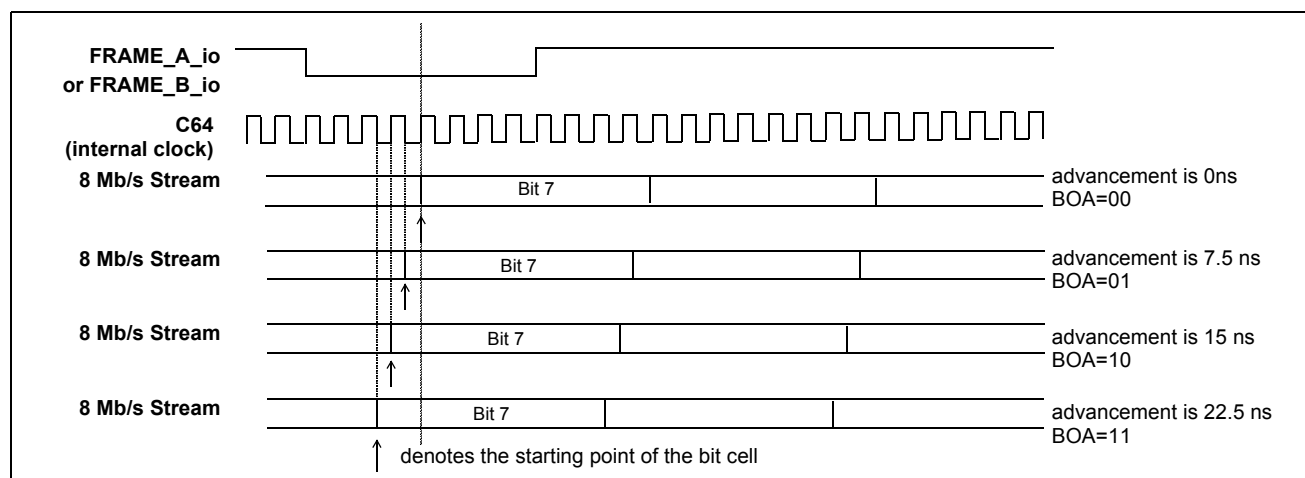 FRAME_A_io
or FRAME_B_io
C64
(internal clock)
8 Mb/s Stream
Bit 7
advancement is 0ns
BOA=00
8 Mb/s Stream
Bit 7
advancement is 7.5 ns
BOA=01
8 Mb/s Stream
Bit 7
advancement is 15 ns
BOA=10
8 Mb/s Stream
Bit 7
advancement is 22.5 ns
BOA=11
denotes the starting point of the bit cell